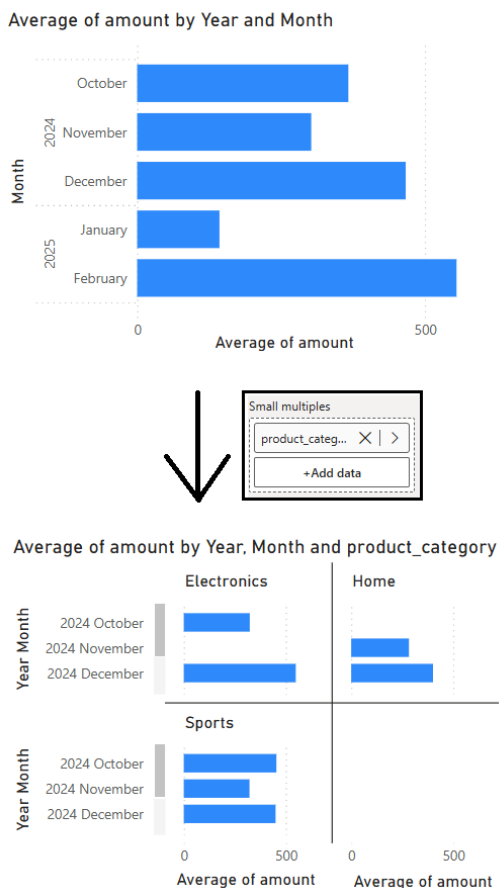 Average of amount by Year and Month
Month
2024
October
November
December
2025
January
February
0 500
Average of amount
Small multiples
product_categ...
+Add data
Average of amount by Year, Month and product_category
Electronics Home
Year Month
2024 October
2024 November
2024 December
Sports
Year Month
2024 October
2024 November
2024 December
0 500 0 500
Average of amount Average of amount